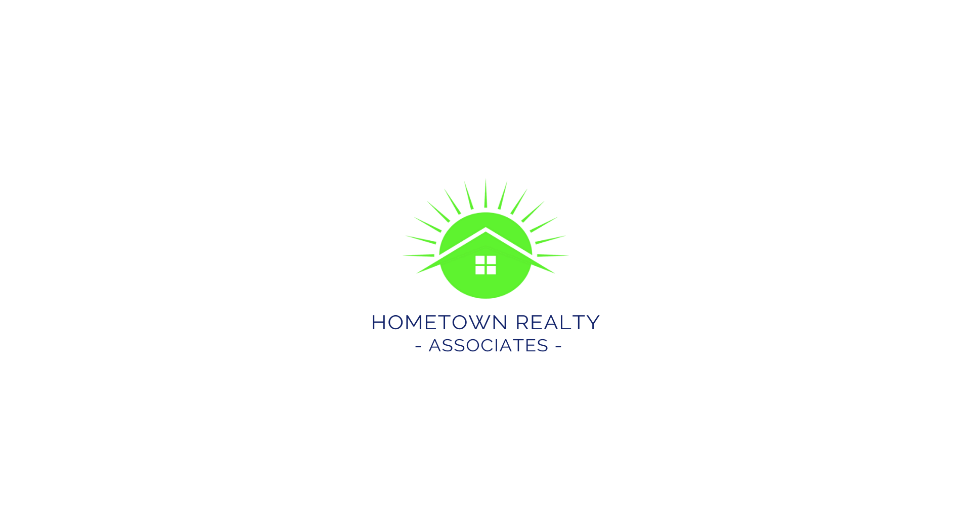 HOMETOWN REALTY
- ASSOCIATES -